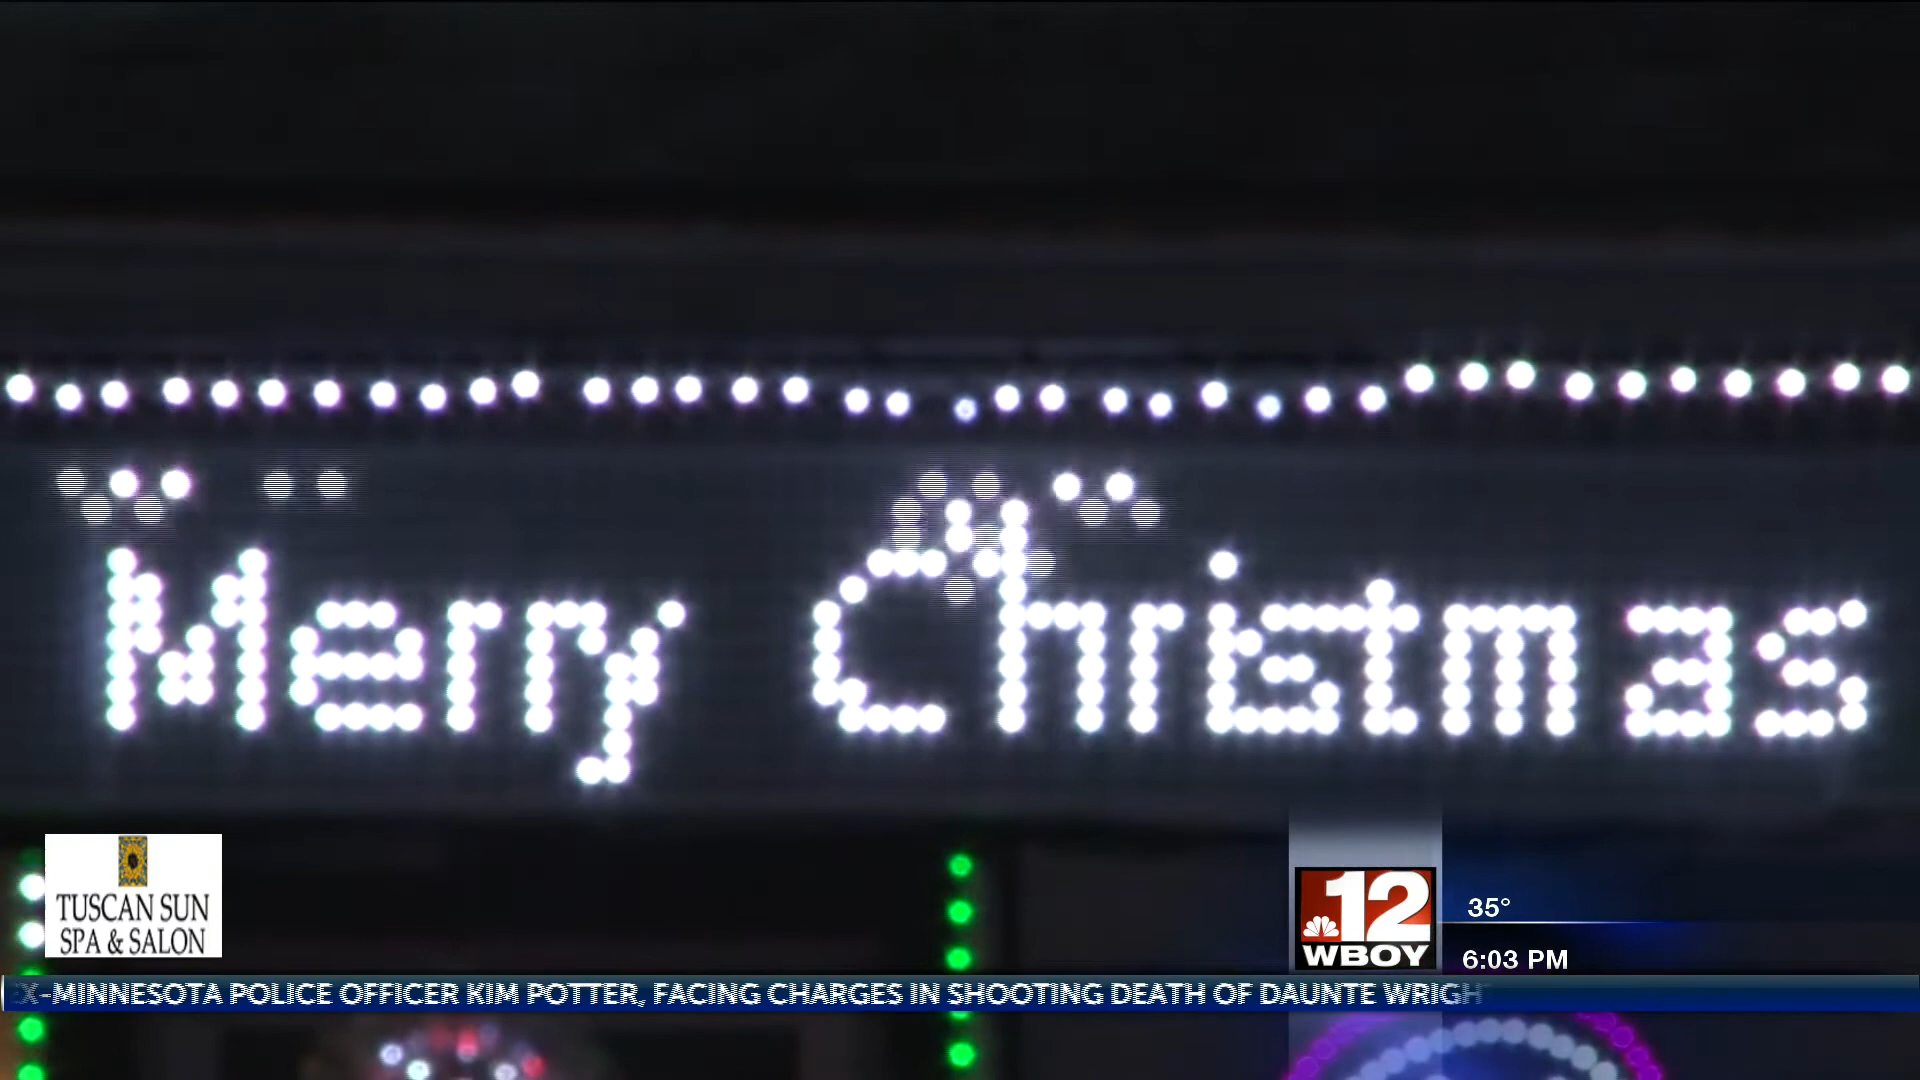 Merry Christmas
TUSCAN SUN
SPA & SALON
12
WBOY
35°
6:03 PM
X-MINNESOTA POLICE OFFICER KIM POTTER, FACING CHARGES IN SHOOTING DEATH OF DAUNTE WRIGH